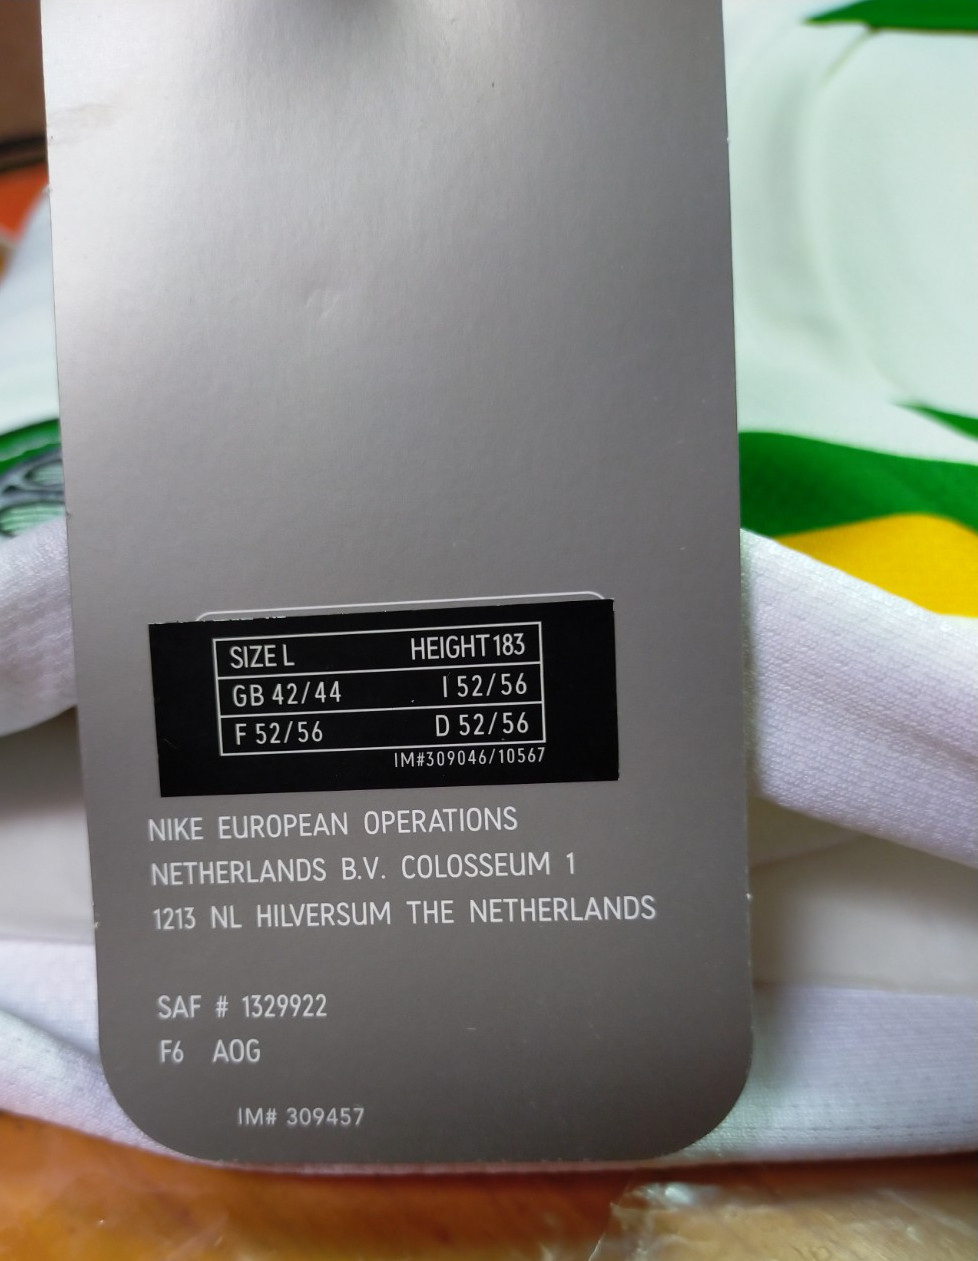 SIZE L HEIGHT 183
GB 42/44 I 52/56
F 52/56 D 52/56
IM#309046/10567
NIKE EUROPEAN OPERATIONS
NETHERLANDS B.V. COLOSSEUM 1
1213 NL HILVERSUM THE NETHERLANDS
SAF # 1329922
F6 AOG
IM# 309457